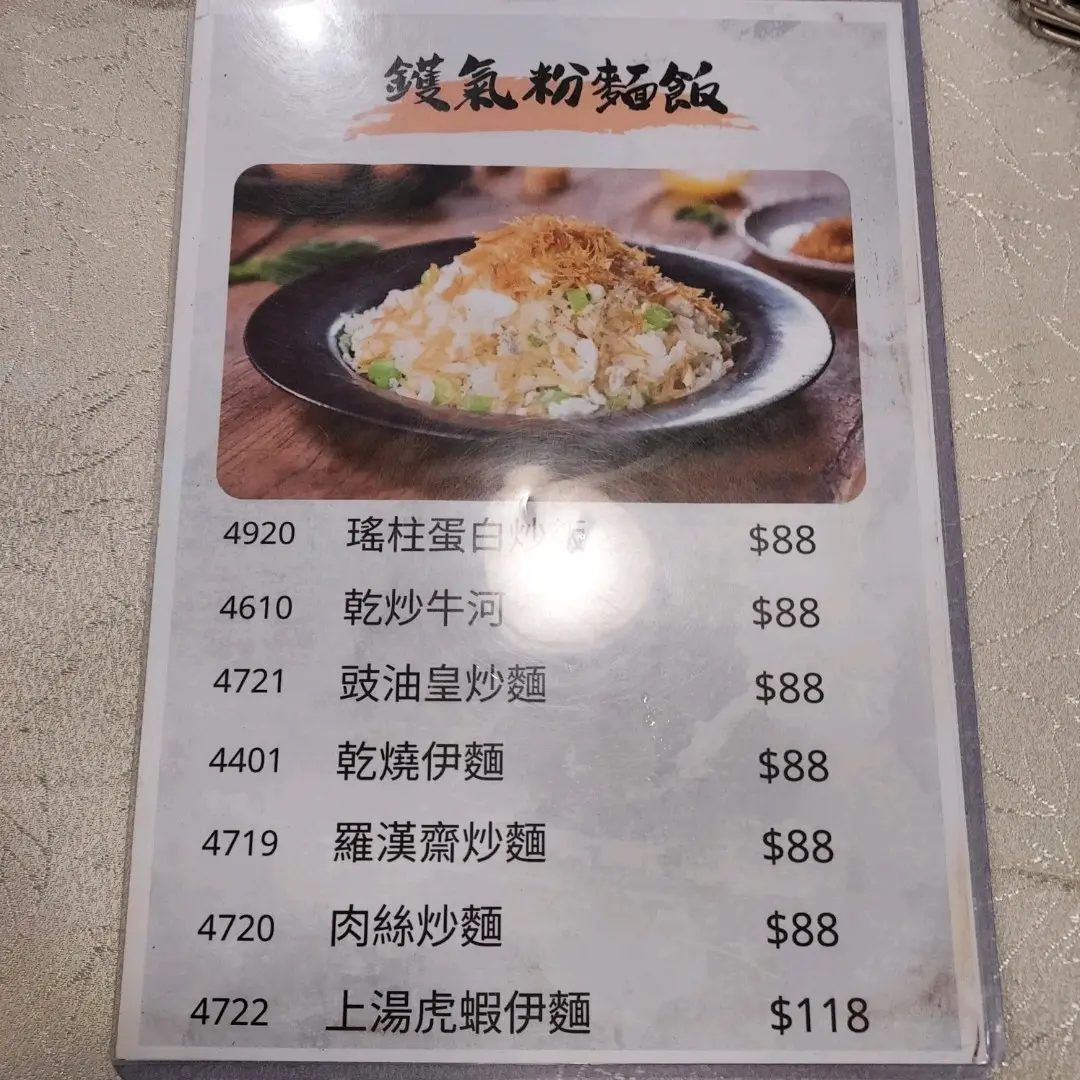 鑊氣粉麵飯
4920 瑤柱蛋白炒飯 $88
4610 乾炒牛河 $88
4721 豉油皇炒麵 $88
4401 乾燒伊麵 $88
4719 羅漢齋炒麵 $88
4720 肉絲炒麵 $88
4722 上湯虎蝦伊麵 $118